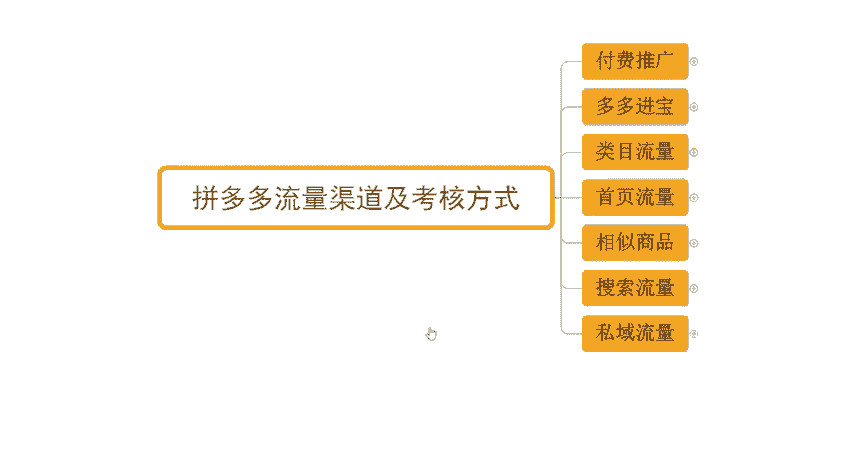 拼多多流量渠道及考核方式
付费推广
多多进宝
类目流量
首页流量
相似商品
搜索流量
私域流量